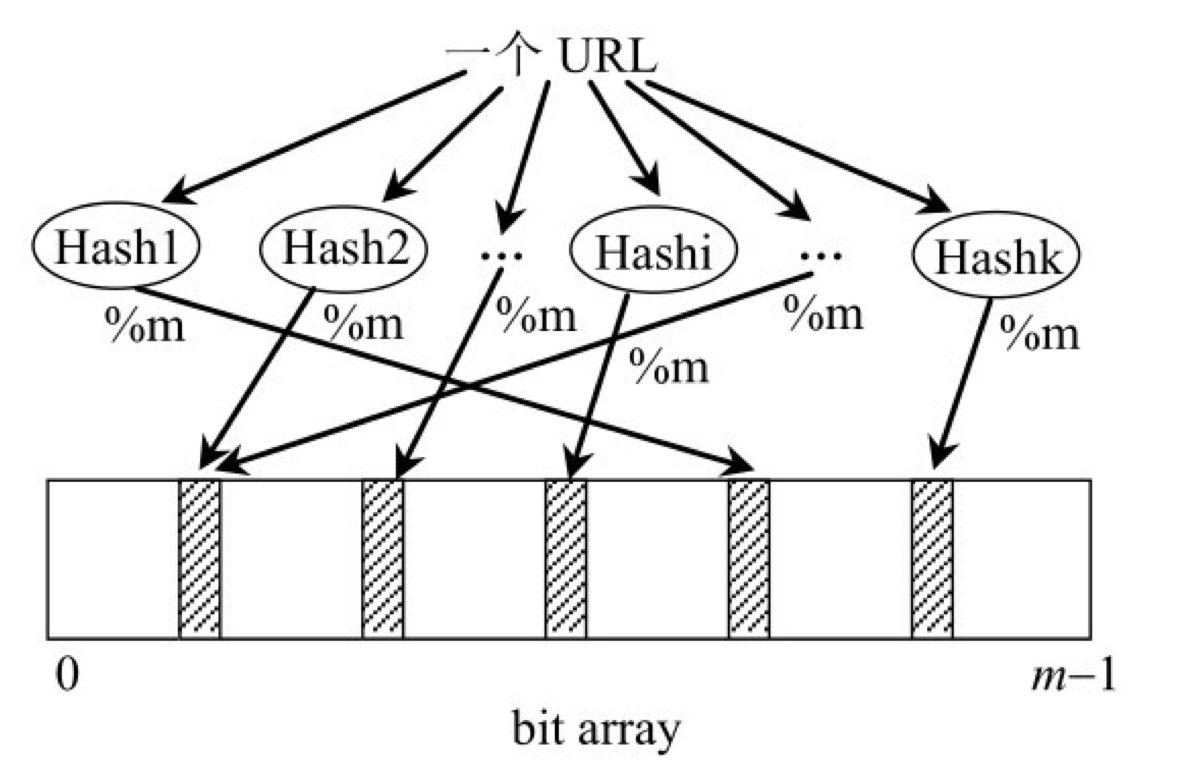 一个 URL
Hash1 Hash2 ... Hashi ... Hashk
%m %m %m %m %m %m
0 m−1
bit array